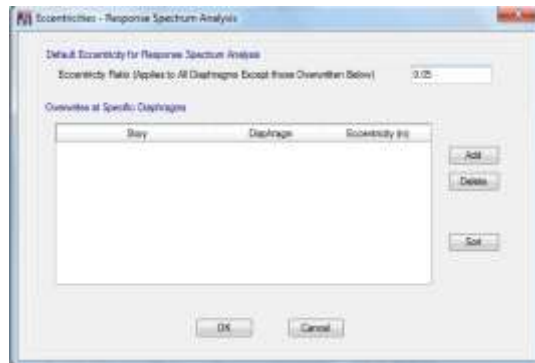 Eccentricities - Response Spectrum Analysis
Default Eccentricity for Response Spectrum Analysis
Eccentricity Ratio (Applies to All Diaphragms Except those Overwritten Below) 0.05
Overwrites at Specific Diaphragms
Story Diaphragm Eccentricity (in)
Add
Delete
Sort
OK Cancel